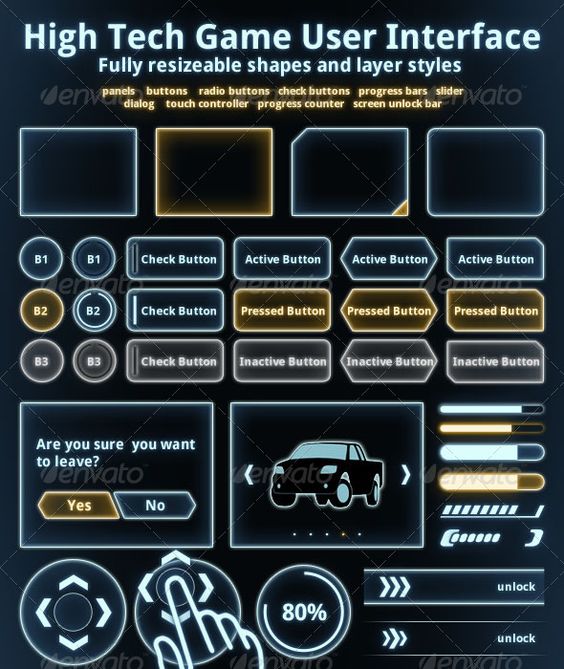 High Tech Game User Interface
Fully resizeable shapes and layer styles
panels buttons radio buttons check buttons progress bars slider
dialog touch controller progress counter screen unlock bar
B1 B1 Check Button Active Button Active Button Active Button
B2 B2 Check Button Pressed Button Pressed Button Pressed Button
B3 B3 Check Button Inactive Button Inactive Button Inactive Button
Are you sure you want
to leave?
Yes No
80%
unlock
unlock
envato